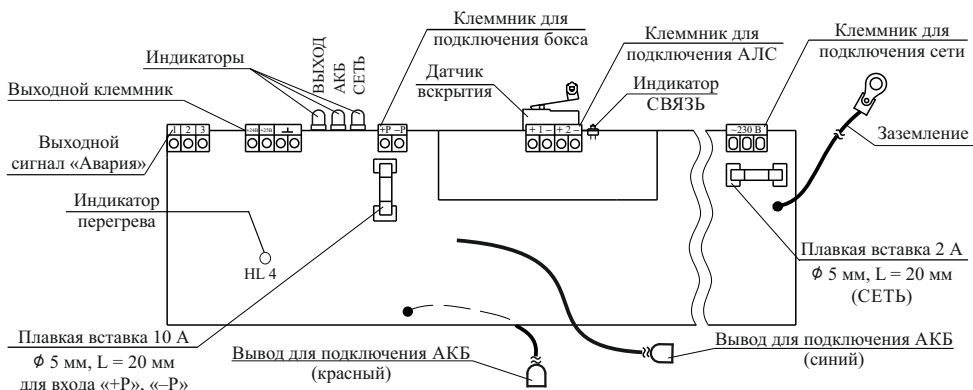 Клеммник для
подключения бокса
Клеммник для
подключения АЛС
Клеммник для
подключения сети
Индикаторы
ВЫХОД
АКБ
СЕТЬ
Датчик
вскрытия
Индикатор
СВЯЗЬ
Выходной клеммник
Заземление
1 2 3
+24В +24В ⊥
+Р –Р
+ 1 – + 2 –
~230 В
Выходной
сигнал «Авария»
Индикатор
перегрева
HL 4
Плавкая вставка 2 А
ϕ 5 мм, L = 20 мм
(СЕТЬ)
Плавкая вставка 10 А
ϕ 5 мм, L = 20 мм
для входа «+Р», «–Р»
Вывод для подключения АКБ
(красный)
Вывод для подключения АКБ
(синий)